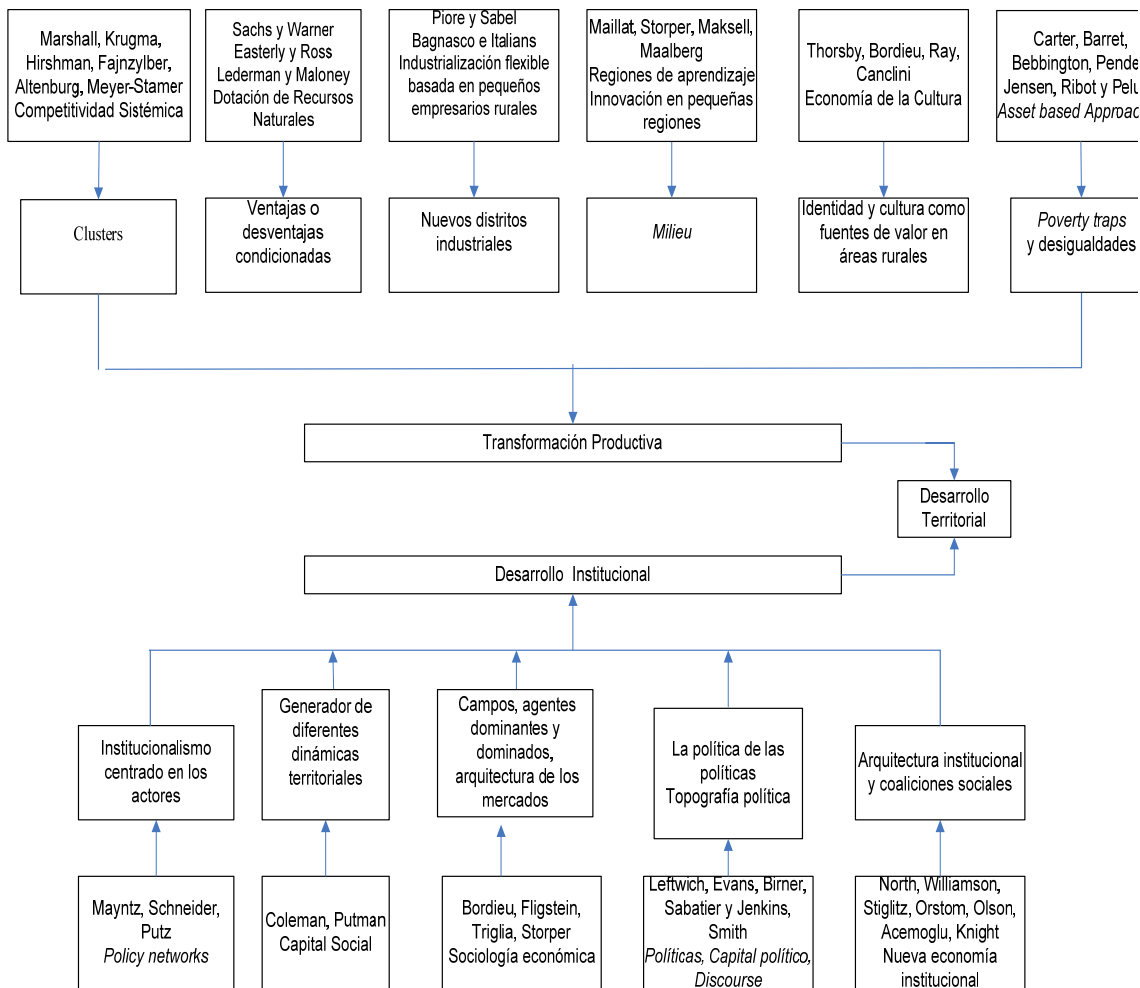 Marshall, Krugma,
Hirshman, Fajnzylber,
Altenburg, Meyer-Stamer
Competitividad Sistémica
Sachs y Warner
Easterly y Ross
Lederman y Maloney
Dotación de Recursos
Naturales
Piore y Sabel
Bagnasco e Italians
Industrialización flexible
basada en pequeños
empresarios rurales
Maillat, Storper, Maksell,
Maalberg
Regiones de aprendizaje
Innovación en pequeñas
regiones
Thorsby, Bordieu, Ray,
Canclini
Economía de la Cultura
Carter, Barret,
Bebbington, Pende
Jensen, Ribot y Pelu
Asset based Approac
Clusters
Ventajas o
desventajas
condicionadas
Nuevos distritos
industriales
Milieu
Identidad y cultura como
fuentes de valor en
áreas rurales
Poverty traps
y desigualdades
Transformación Productiva
Desarrollo
Territorial
Desarrollo Institucional
Institucionalismo
centrado en los
actores
Generador de
diferentes
dinámicas
territoriales
Campos, agentes
dominantes y
dominados,
arquitectura de los
mercados
La política de las
políticas
Topografía política
Arquitectura institucional
y coaliciones sociales
Mayntz, Schneider,
Putz
Policy networks
Coleman, Putman
Capital Social
Bordieu, Fligstein,
Triglia, Storper
Sociología económica
Leftwich, Evans, Birner,
Sabatier y Jenkins,
Smith
Políticas, Capital político,
Discourse
North, Williamson,
Stiglitz, Orstom, Olson,
Acemoglu, Knight
Nueva economía
institucional